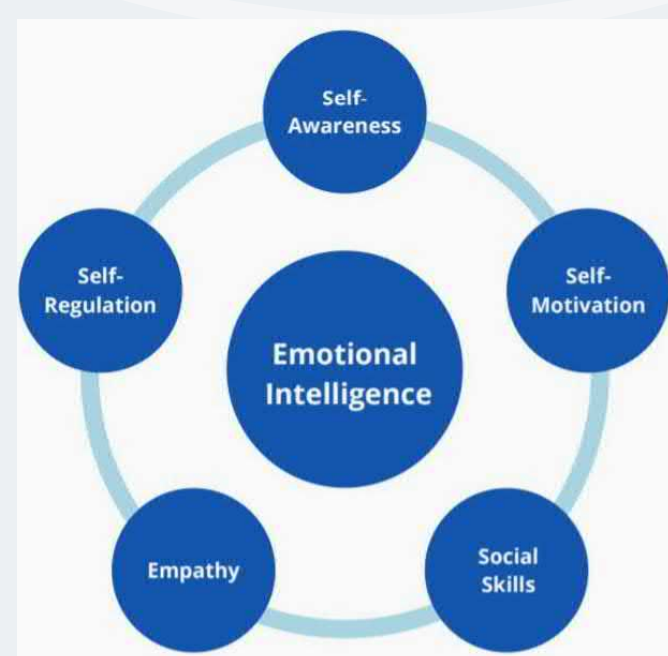 Self-
Awareness
Self-
Regulation
Self-
Motivation
Emotional
Intelligence
Empathy
Social
Skills